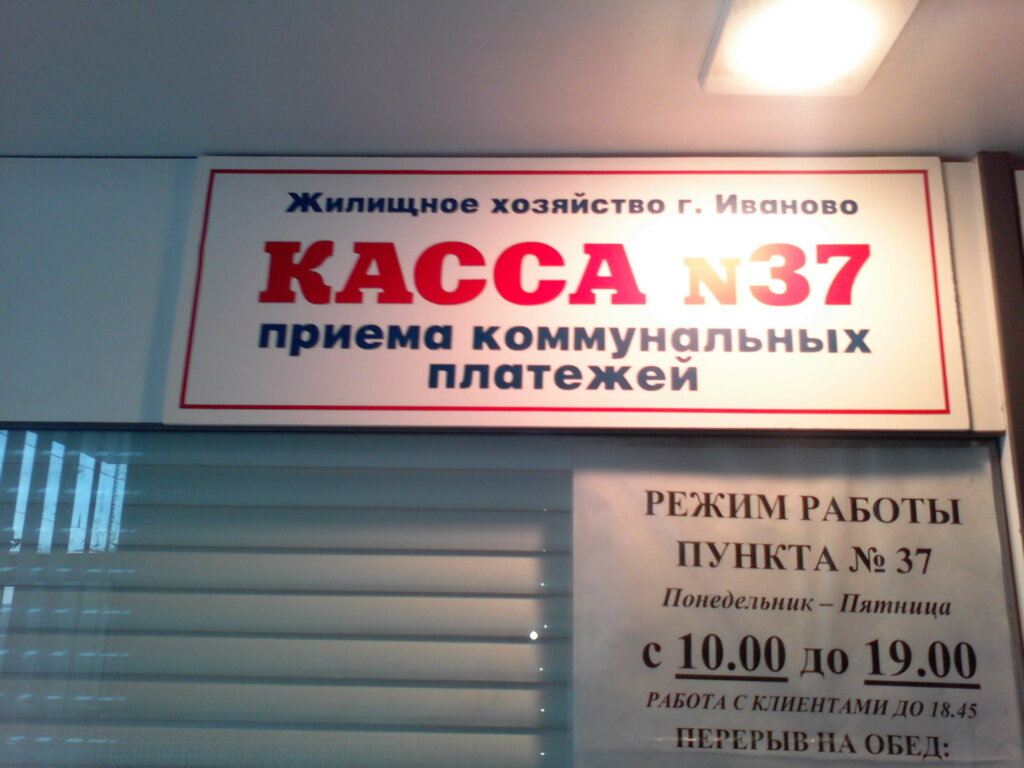 Жилищное хозяйство г. Иваново
КАССА N37
приема коммунальных
платежей
РЕЖИМ РАБОТЫ
ПУНКТА № 37
Понедельник – Пятница
с 10.00 до 19.00
РАБОТА С КЛИЕНТАМИ ДО 18.45
ПЕРЕРЫВ НА ОБЕД: